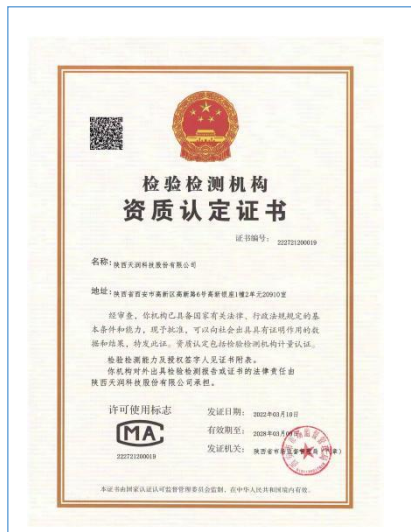 检验检测机构
资质认定证书
证书编号：222721200019
名称：陕西天润科技股份有限公司
地址：陕西省西安市高新区高新路6号高新银座1幢2单元20910室
经审查，你机构已具备国家有关法律、行政法规规定的基
本条件和能力，现予批准，可以向社会出具具有证明作用的数
据和结果，特发此证。资质认定包括检验检测机构计量认证。
检验检测能力及授权签字人见证书附表。
你机构对外出具检验检测报告或证书的法律责任由
陕西天润科技股份有限公司承担。
许可使用标志
MA
222721200019
发证日期：2022年03月10日
有效期至：2028年03月09日
发证机关：陕西省市场监督管理局（章）
本证书由国家认证认可监督管理委员会监制，在中华人民共和国境内有效。